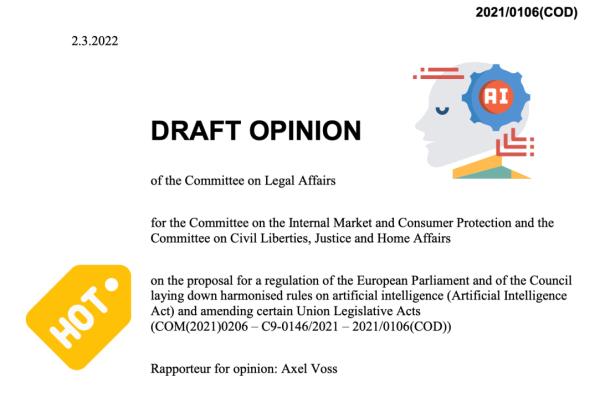 2021/0106(COD)
2.3.2022
AI
DRAFT OPINION
of the Committee on Legal Affairs
for the Committee on the Internal Market and Consumer Protection and the
Committee on Civil Liberties, Justice and Home Affairs
on the proposal for a regulation of the European Parliament and of the Council
laying down harmonised rules on artificial intelligence (Artificial Intelligence
Act) and amending certain Union Legislative Acts
(COM(2021)0206 – C9-0146/2021 – 2021/0106(COD))
HOT
Rapporteur for opinion: Axel Voss